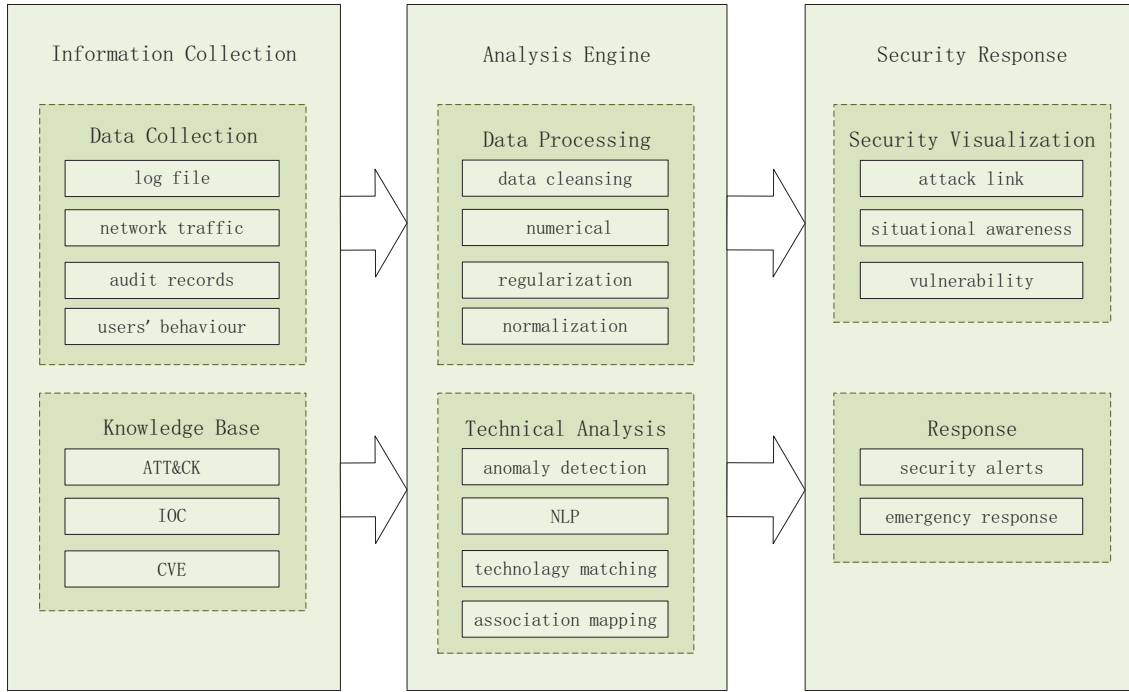 Information Collection
Data Collection
log file
network traffic
audit records
users' behaviour
Knowledge Base
ATT&CK
IOC
CVE
Analysis Engine
Data Processing
data cleansing
numerical
regularization
normalization
Technical Analysis
anomaly detection
NLP
technolagy matching
association mapping
Security Response
Security Visualization
attack link
situational awareness
vulnerability
Response
security alerts
emergency response